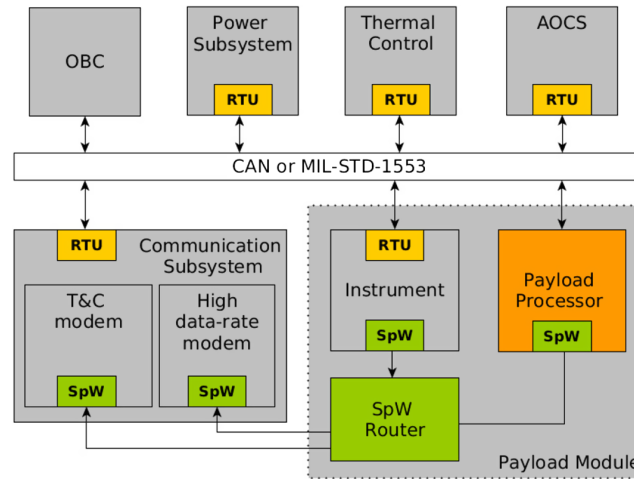 OBC
Power
Subsystem
RTU
Thermal
Control
RTU
AOCS
RTU
CAN or MIL-STD-1553
RTU
Communication
Subsystem
T&C
modem
SpW
High
data-rate
modem
SpW
RTU
Instrument
SpW
Payload
Processor
SpW
SpW
Router
Payload Module